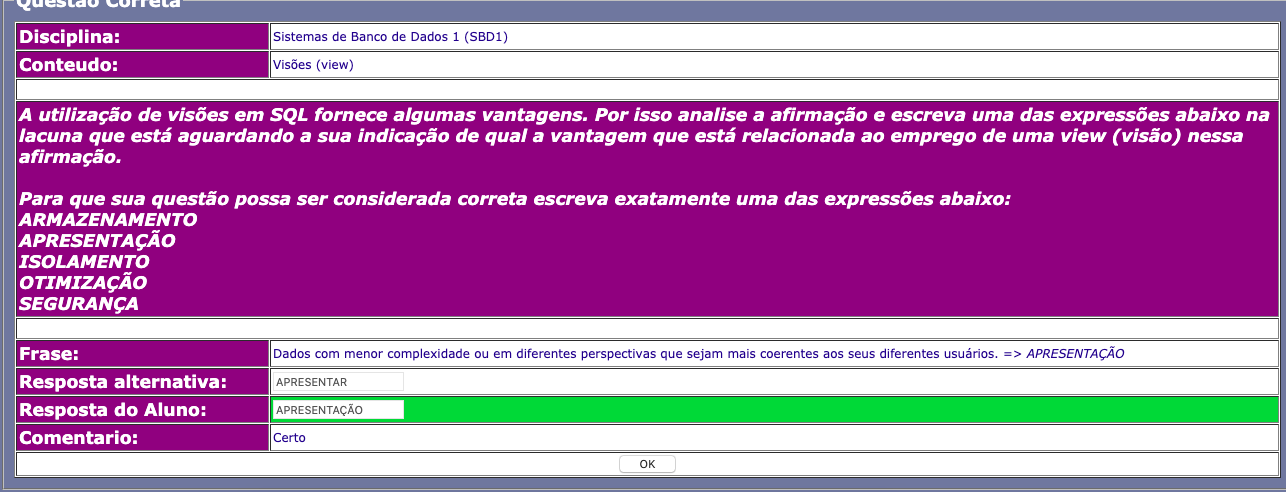 Questão Correta
Disciplina: Sistemas de Banco de Dados 1 (SBD1)
Conteudo: Visões (view)
A utilização de visões em SQL fornece algumas vantagens. Por isso analise a afirmação e escreva uma das expressões abaixo na
lacuna que está aguardando a sua indicação de qual a vantagem que está relacionada ao emprego de uma view (visão) nessa
afirmação.
Para que sua questão possa ser considerada correta escreva exatamente uma das expressões abaixo:
ARMAZENAMENTO
APRESENTAÇÃO
ISOLAMENTO
OTIMIZAÇÃO
SEGURANÇA
Frase: Dados com menor complexidade ou em diferentes perspectivas que sejam mais coerentes aos seus diferentes usuários. => APRESENTAÇÃO
Resposta alternativa: APRESENTAR
Resposta do Aluno: APRESENTAÇÃO
Comentario: Certo
OK